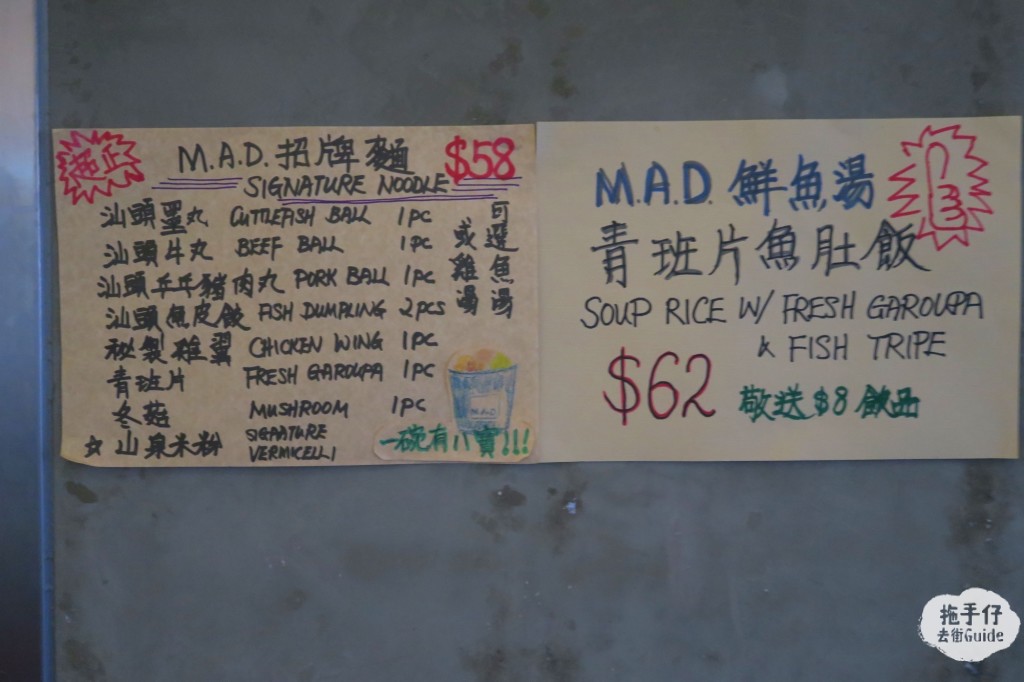 M.A.D. 招牌麵 $58
SIGNATURE NOODLE
汕頭墨丸 CUTTLEFISH BALL 1PC
汕頭牛丸 BEEF BALL 1PC
汕頭乒乓豬肉丸 PORK BALL 1PC
汕頭魚皮餃 FISH DUMPLING 2PCS
秘製雞翼 CHICKEN WING 1PC
青班片 FRESH GAROUPA 1PC
冬菇 MUSHROOM 1PC
☆ 山泉米粉 SIGAATURE
VERMICELLI
可選魚湯
或雞湯
M.A.D
一碗有八寶!!!
M.A.D. 鮮魚湯
青班片魚肚飯
SOUP RICE W/ FRESH GAROUPA
& FISH TRIPE
$62 敬送$8飲品
拖手仔
去街Guide